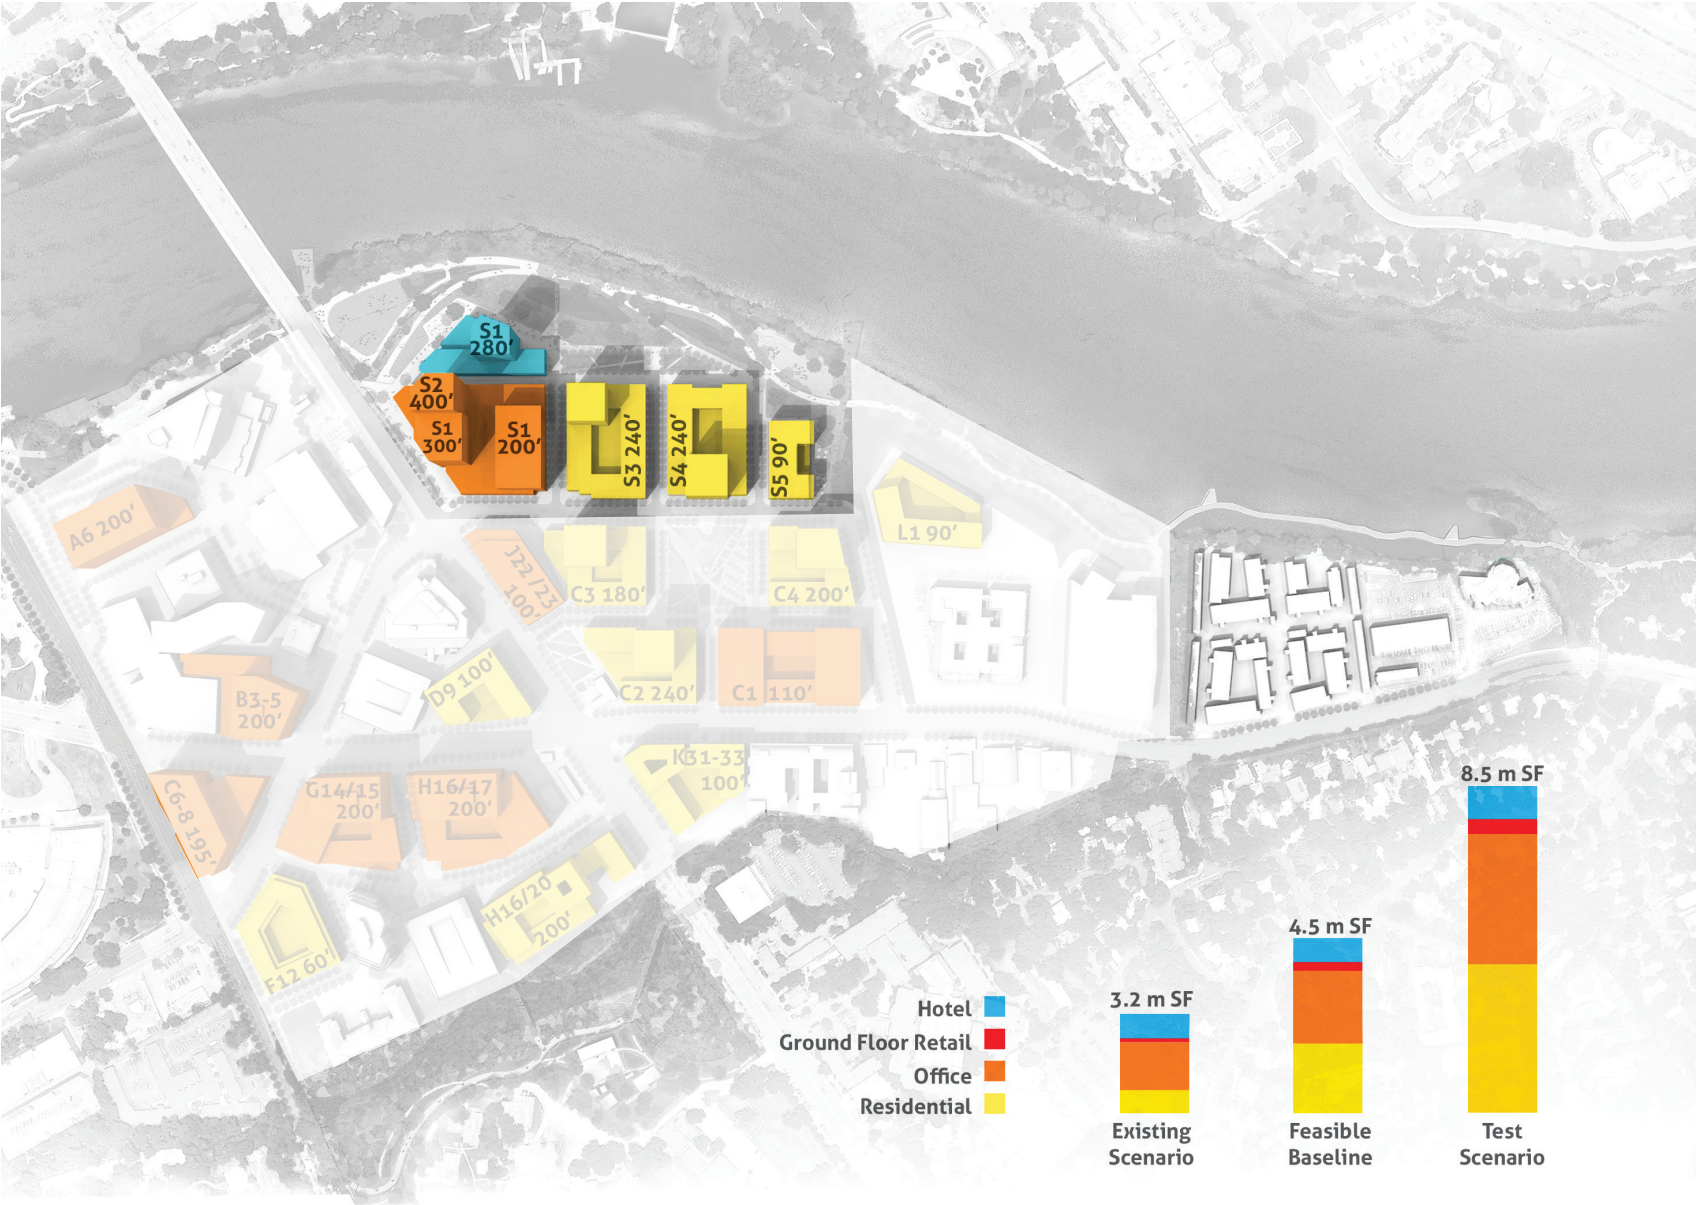 S1
280'
S2
400'
S1
300'
S1
200'
S3 240'
S4 240'
S5 90'
A6 200'
J22 /23
100'
C3 180'
C4 200'
L1 90'
B3-5
200'
D9 100'
C2 240'
C1 110'
C6-8 195'
G14/15
200'
H16/17
200'
K31-33
100'
F12 60'
H16/20
200'
Hotel
Ground Floor Retail
Office
Residential
3.2 m SF
Existing
Scenario
4.5 m SF
Feasible
Baseline
8.5 m SF
Test
Scenario